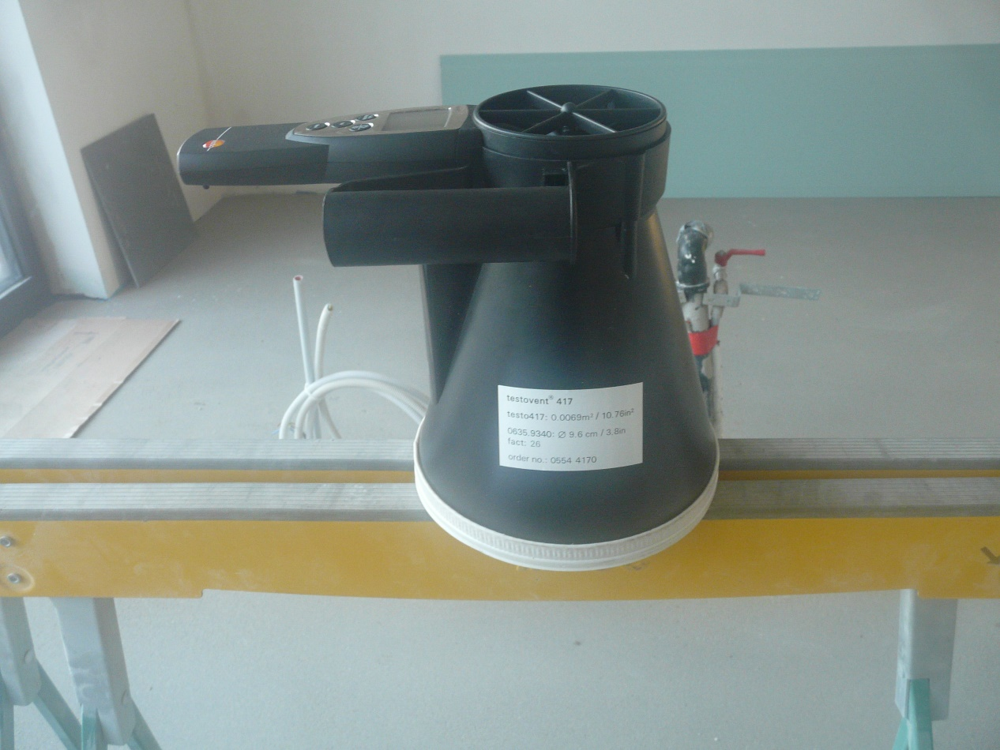 testovent® 417
testo417: 0.0069m² / 10.76in²
0635.9340: Ø 9.6 cm / 3.8in
fact: 26
order no.: 0554 4170